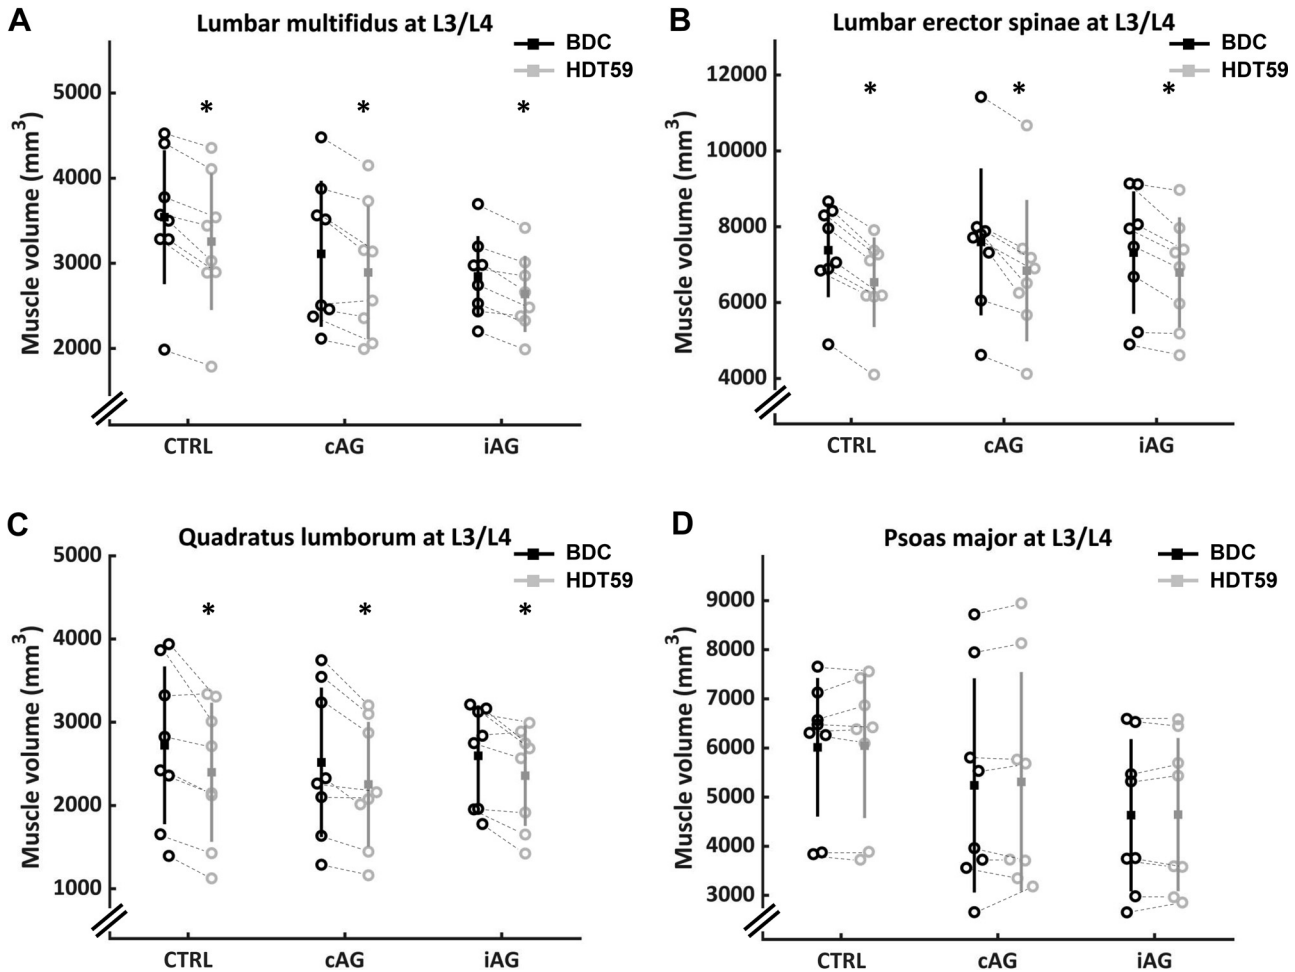 A
Lumbar multifidus at L3/L4
BDC
HDT59
*
*
*
Muscle volume (mm³)
5000
4000
3000
2000
CTRL
cAG
iAG
B
Lumbar erector spinae at L3/L4
BDC
HDT59
*
*
*
Muscle volume (mm³)
12000
10000
8000
6000
4000
CTRL
cAG
iAG
C
Quadratus lumborum at L3/L4
BDC
HDT59
*
*
*
Muscle volume (mm³)
5000
4000
3000
2000
1000
CTRL
cAG
iAG
D
Psoas major at L3/L4
BDC
HDT59
Muscle volume (mm³)
9000
8000
7000
6000
5000
4000
3000
CTRL
cAG
iAG